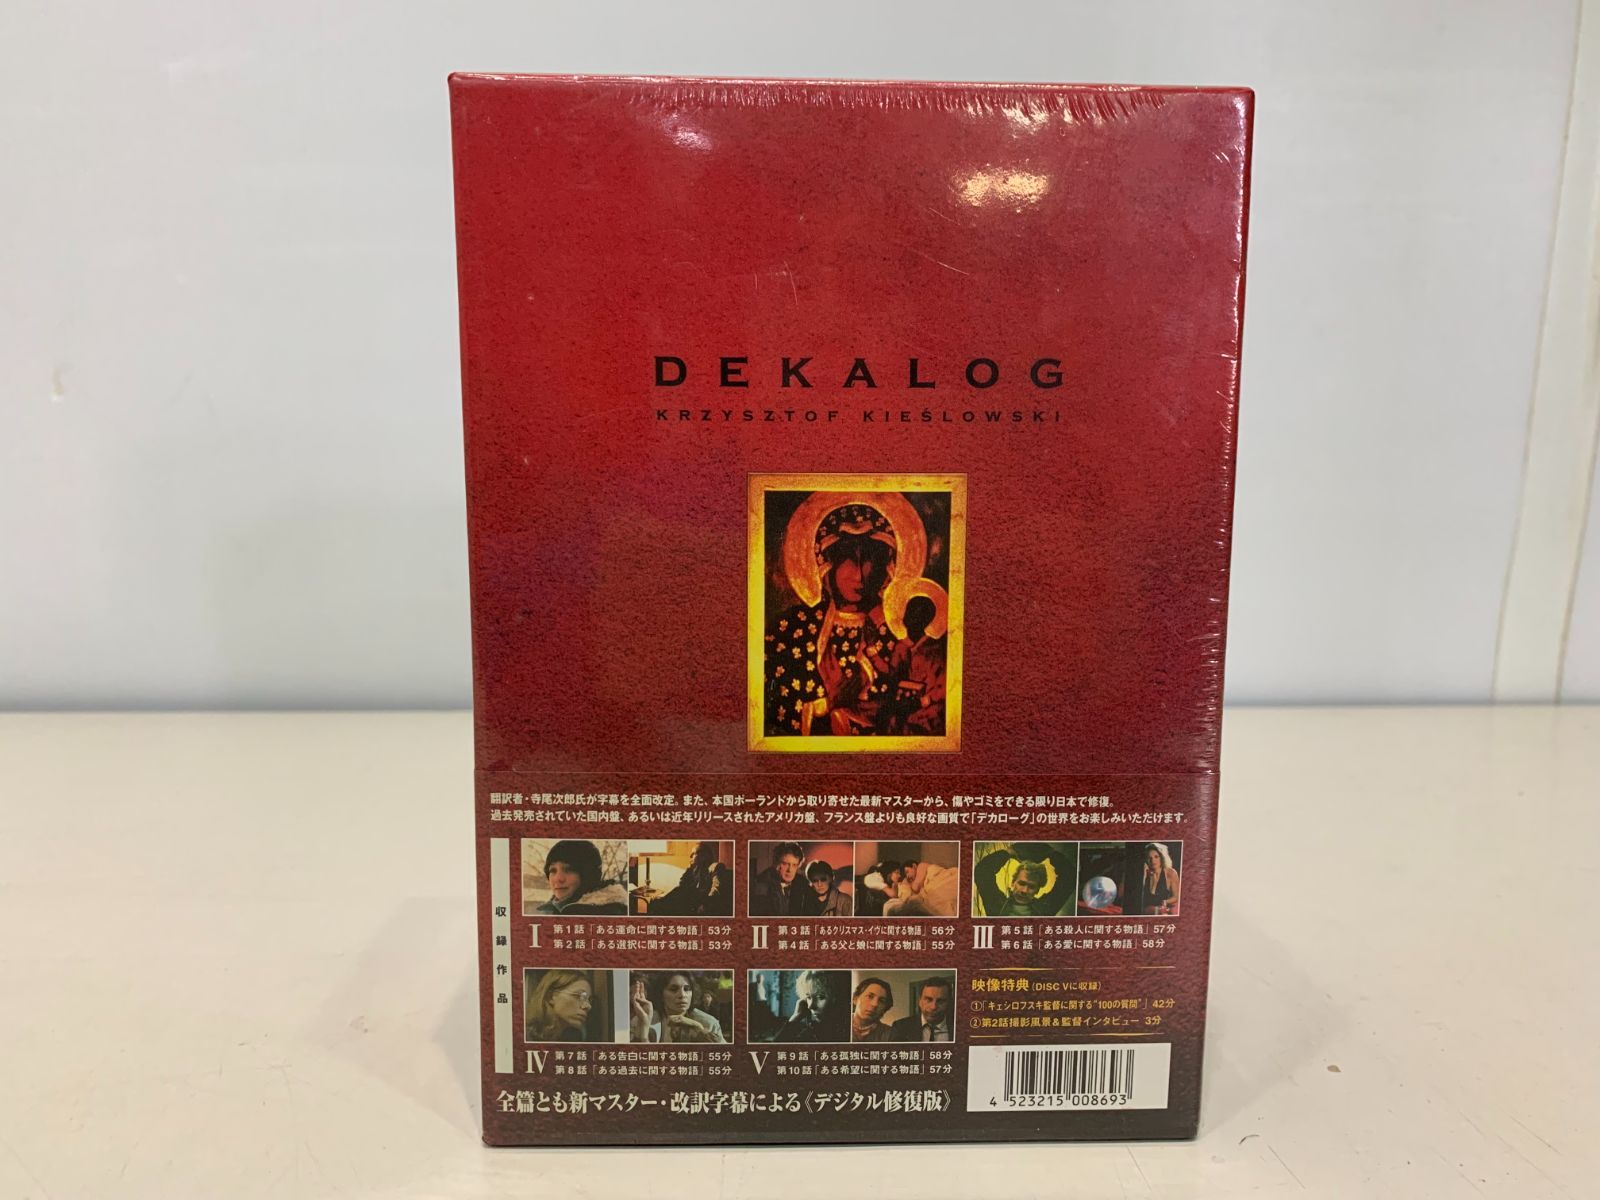 DEKALOG
KRZYSZTOF KIEŚLOWSKI
翻訳者・寺尾次郎氏が字幕を全面改定。また、本国ポーランドから取り寄せた最新マスターから、傷やゴミをできる限り日本で修復。
過去発売されていた国内盤、あるいは近年リリースされたアメリカ盤、フランス盤よりも良好な画質で「デカローグ」の世界をお楽しみいただけます。
収録作品
I 第1話「ある運命に関する物語」53分
第2話「ある選択に関する物語」53分
II 第3話「あるクリスマス・イヴに関する物語」56分
第4話「ある父と娘に関する物語」55分
III 第5話「ある殺人に関する物語」57分
第6話「ある愛に関する物語」58分
IV 第7話「ある告白に関する物語」55分
第8話「ある過去に関する物語」55分
V 第9話「ある孤独に関する物語」58分
第10話「ある希望に関する物語」57分
映像特典(DISC Vに収録)
①「キェシロフスキ監督に関する“100の質問”」42分
②第2話撮影風景&監督インタビュー 3分
全篇とも新マスター・改訳字幕による《デジタル修復版》
4 523215 008693